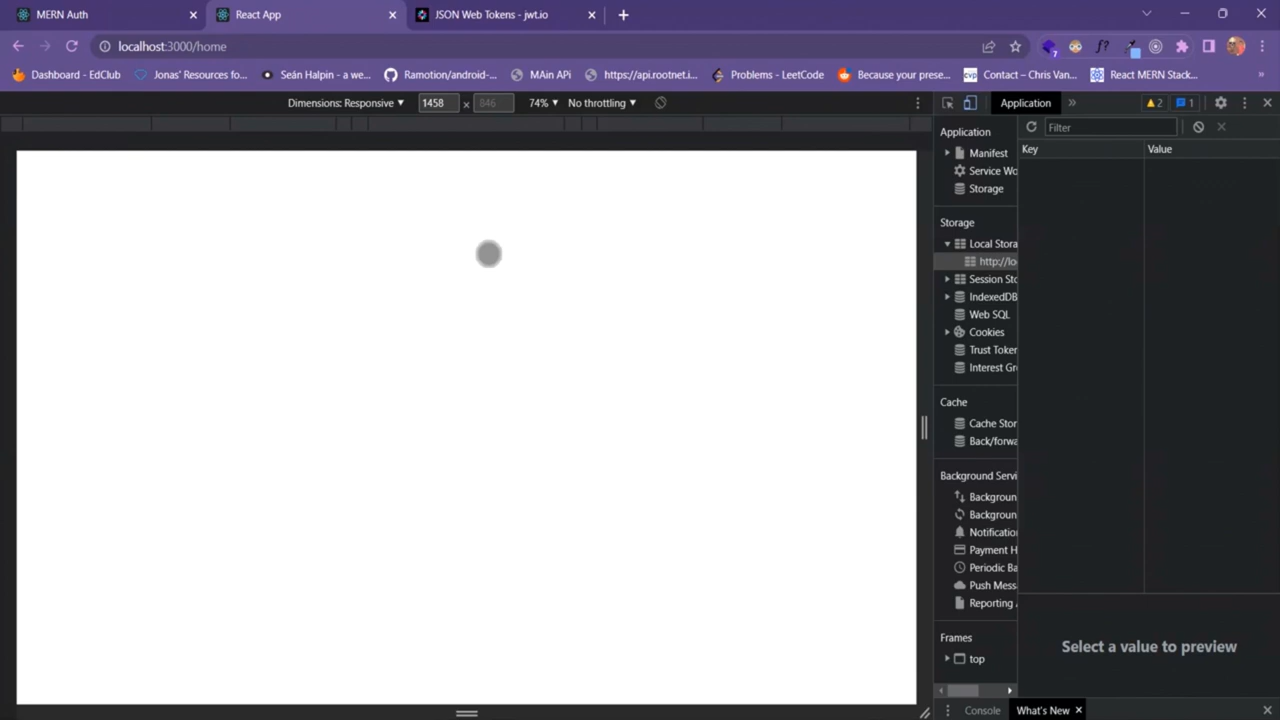 MERN Auth
React App
JSON Web Tokens - jwt.io
localhost:3000/home
Dashboard - EdClub
Jonas' Resources fo...
Seán Halpin - a we...
Ramotion/android-...
MAin APi
https://api.rootnet.i...
Problems - LeetCode
Because your prese...
Contact – Chris Van...
React MERN Stack...
»
Dimensions: Responsive
1458 x 846
74%
No throttling
Application
»
2
1
Application
Manifest
Service Wo
Storage
Storage
Local Stora
http://lo
Session Sto
IndexedDB
Web SQL
Cookies
Trust Token
Interest Gr
Cache
Cache Stor
Back/forwa
Background Servi
Backgroun
Backgroun
Notification
Payment H
Periodic Ba
Push Mess
Reporting
Frames
top
Filter
Key
Value
Select a value to preview
Console
What's New